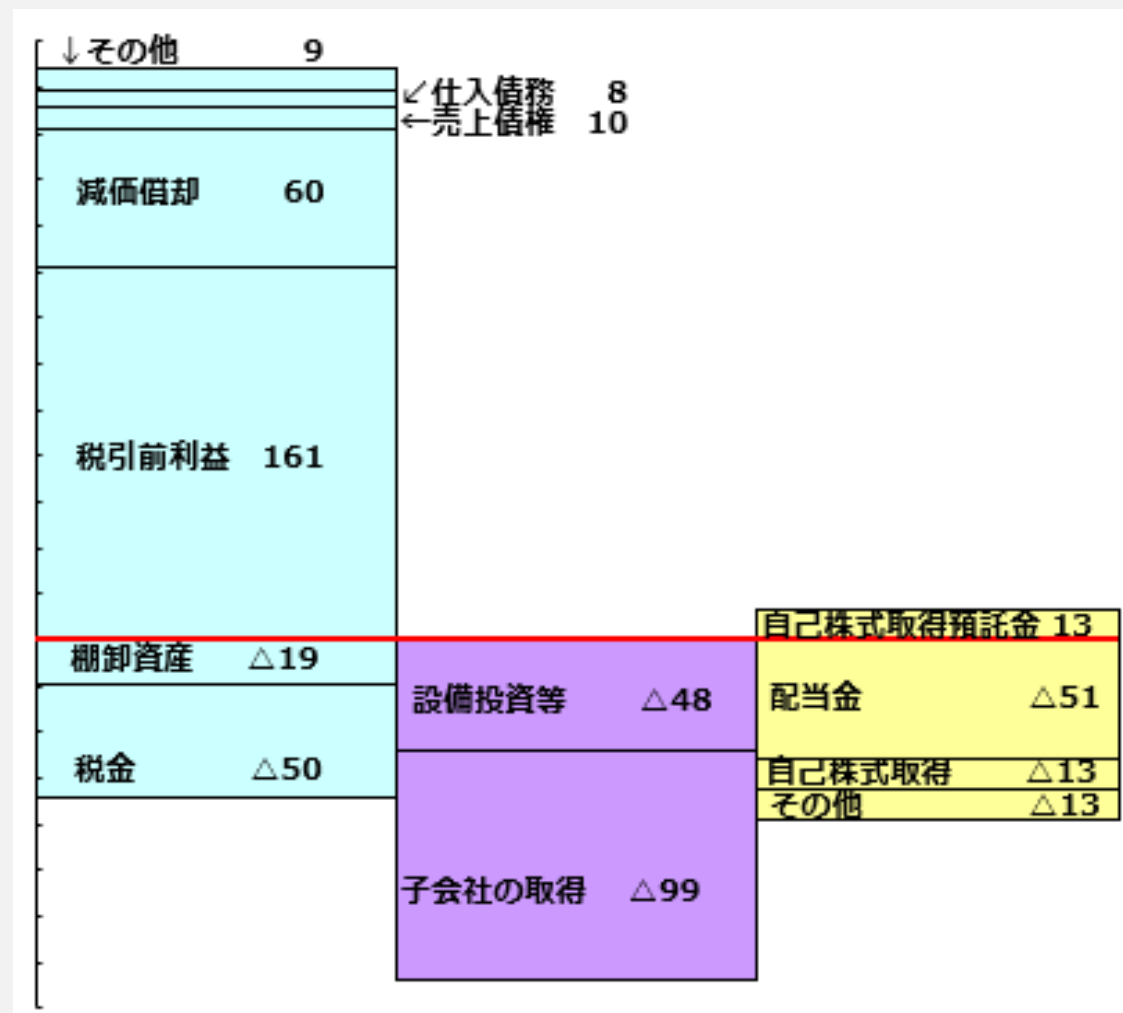 ↓その他 9
↙仕入債務 8
←売上債権 10
減価償却 60
税引前利益 161
自己株式取得預託金 13
棚卸資産 △19
設備投資等 △48
配当金 △51
税金 △50
自己株式取得 △13
その他 △13
子会社の取得 △99